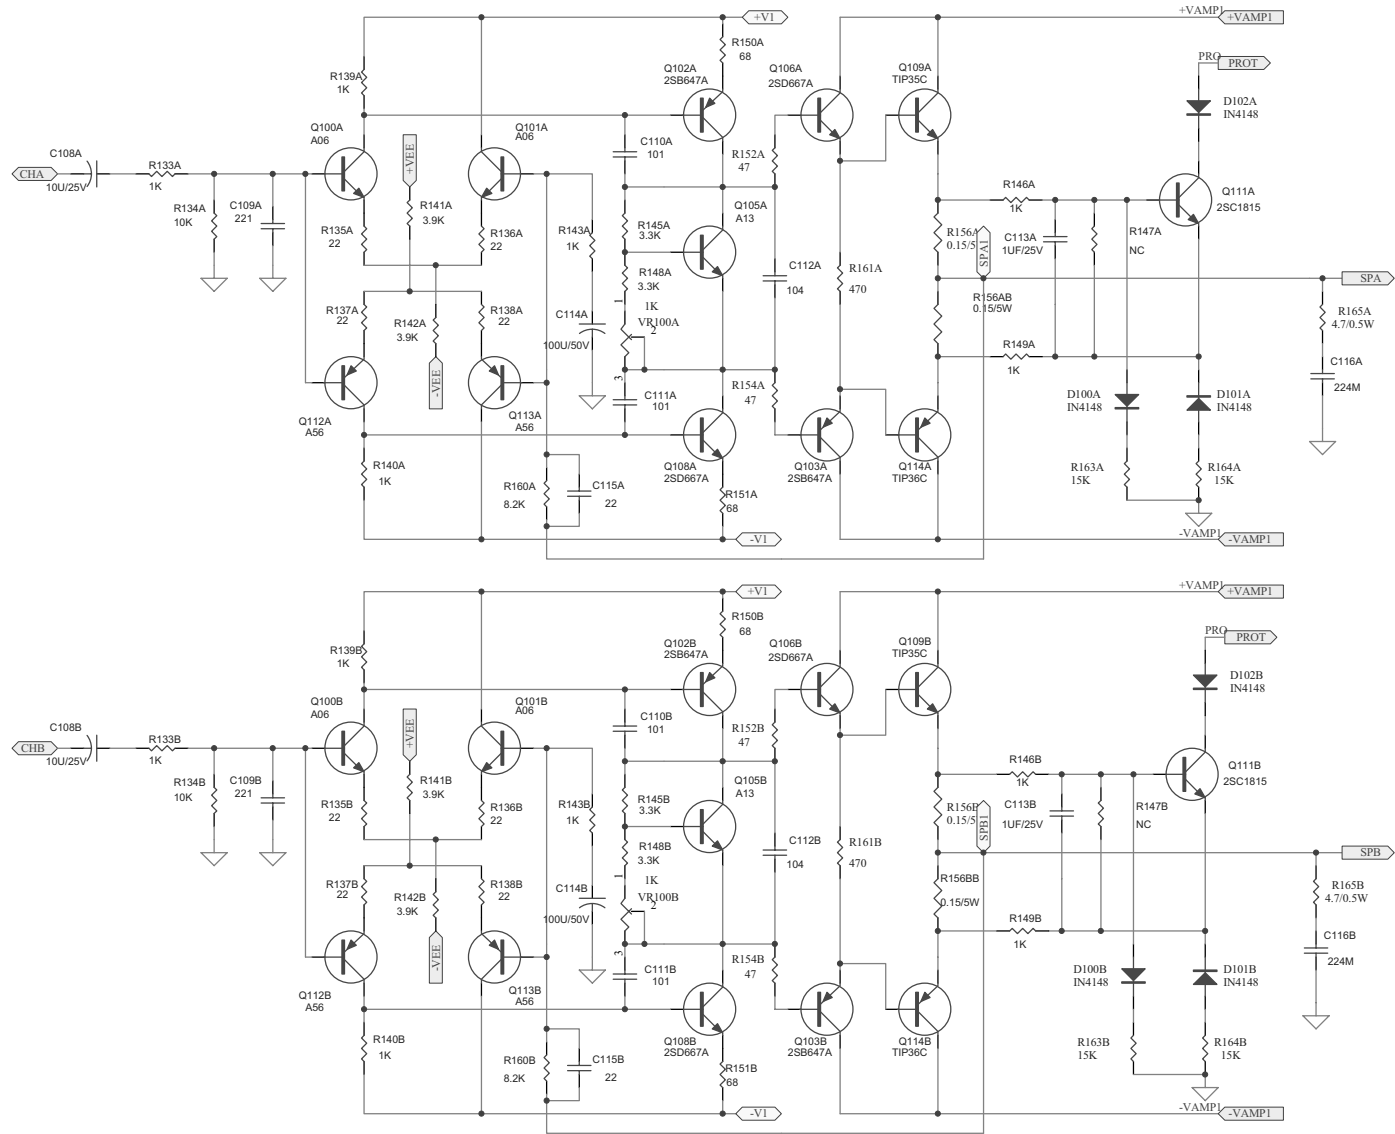 +V1
+VAMP1
+VAMP1
R150A
68
PRO
PROT
Q102A
2SB647A
Q106A
2SD667A
Q109A
TIP35C
R139A
1K
D102A
IN4148
Q100A
A06
Q101A
A06
+VEE
C110A
101
R152A
47
C108A
CHA
10U/25V
R133A
1K
R134A
10K
C109A
221
R141A
3.9K
R146A
1K
Q111A
2SC1815
R135A
22
R136A
22
R143A
1K
R145A
3.3K
Q105A
A13
R156A
0.15/5
SPA1
C113A
1UF/25V
R147A
NC
R148A
3.3K
C112A
104
R161A
470
SPA
R137A
22
R138A
22
R142A
3.9K
C114A
100U/50V
1
1K
VR100A
2
3
R156AB
0.15/5W
R165A
4.7/0.5W
R149A
1K
C116A
224M
-VEE
C111A
101
R154A
47
D100A
IN4148
D101A
IN4148
Q112A
A56
Q113A
A56
Q108A
2SD667A
Q103A
2SB647A
Q114A
TIP36C
R140A
1K
R160A
8.2K
C115A
22
R151A
68
R163A
15K
R164A
15K
-V1
-VAMP1
-VAMP1
+V1
+VAMP1
+VAMP1
R150B
68
PRO
PROT
Q102B
2SB647A
Q106B
2SD667A
Q109B
TIP35C
R139B
1K
D102B
IN4148
Q100B
A06
Q101B
A06
+VEE
C110B
101
R152B
47
C108B
CHB
10U/25V
R133B
1K
R134B
10K
C109B
221
R141B
3.9K
R146B
1K
Q111B
2SC1815
R135B
22
R136B
22
R143B
1K
R145B
3.3K
Q105B
A13
R156B
0.15/5
SPB1
C113B
1UF/25V
R147B
NC
R148B
3.3K
C112B
104
R161B
470
SPB
R137B
22
R138B
22
R142B
3.9K
C114B
100U/50V
1
1K
VR100B
2
3
R156BB
0.15/5W
R165B
4.7/0.5W
R149B
1K
C116B
224M
-VEE
C111B
101
R154B
47
D100B
IN4148
D101B
IN4148
Q112B
A56
Q113B
A56
Q108B
2SD667A
Q103B
2SB647A
Q114B
TIP36C
R140B
1K
R160B
8.2K
C115B
22
R151B
68
R163B
15K
R164B
15K
-V1
-VAMP1
-VAMP1